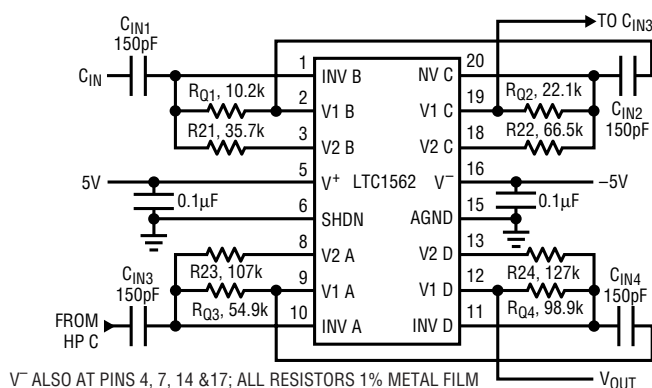 C_IN1
150pF
C_IN
TO C_IN3
1
INV B
NV C
20
R_Q1, 10.2k
R_Q2, 22.1k
2
V1 B
V1 C
19
C_IN2
150pF
R21, 35.7k
R22, 66.5k
3
V2 B
V2 C
18
5V
5
V+
LTC1562
V–
16
–5V
0.1µF
0.1µF
6
SHDN
AGND
15
8
V2 A
V2 D
13
C_IN3
150pF
R23, 107k
R24, 127k
C_IN4
150pF
9
V1 A
V1 D
12
R_Q3, 54.9k
R_Q4, 98.9k
10
INV A
INV D
11
FROM
HP C
V– ALSO AT PINS 4, 7, 14 &17; ALL RESISTORS 1% METAL FILM
V_OUT